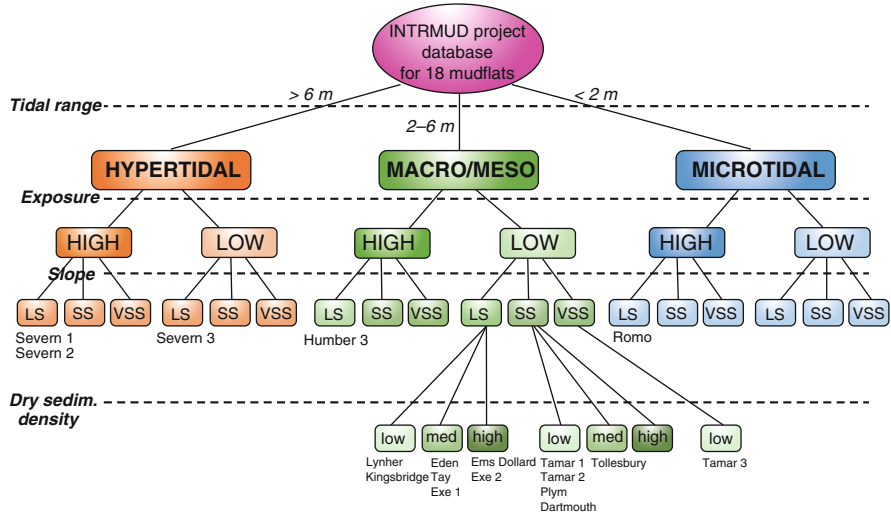 INTRMUD project
database
for 18 mudflats
> 6 m
< 2 m
Tidal range
2–6 m
HYPERTIDAL
MACRO/MESO
MICROTIDAL
Exposure
HIGH
LOW
HIGH
LOW
HIGH
LOW
Slope
LS
SS
VSS
LS
SS
VSS
LS
SS
VSS
LS
SS
VSS
LS
SS
VSS
LS
SS
VSS
Severn 1
Severn 2
Severn 3
Humber 3
Romo
Dry sedim.
density
low
med
high
low
med
high
low
Lynher
Kingsbridge
Eden
Tay
Exe 1
Ems Dollard
Exe 2
Tamar 1
Tamar 2
Plym
Dartmouth
Tollesbury
Tamar 3